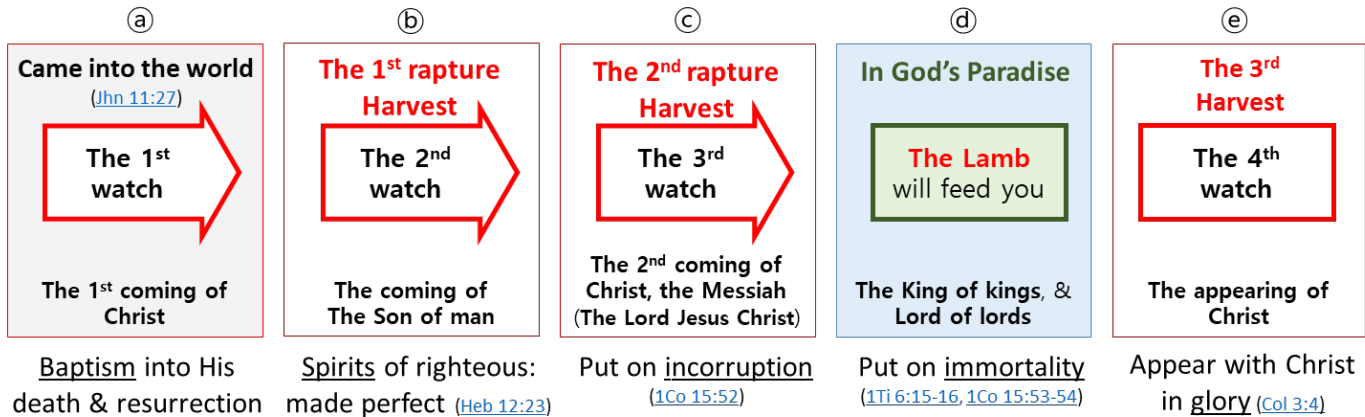 ⓐ
Came into the world
(Jhn 11:27)
The 1st
watch
The 1st coming of
Christ
Baptism into His
death & resurrection
ⓑ
The 1st rapture
Harvest
The 2nd
watch
The coming of
The Son of man
Spirits of righteous:
made perfect (Heb 12:23)
ⓒ
The 2nd rapture
Harvest
The 3rd
watch
The 2nd coming of
Christ, the Messiah
(The Lord Jesus Christ)
Put on incorruption
(1Co 15:52)
ⓓ
In God's Paradise
The Lamb
will feed you
The King of kings, &
Lord of lords
Put on immortality
(1Ti 6:15-16, 1Co 15:53-54)
ⓔ
The 3rd
Harvest
The 4th
watch
The appearing of
Christ
Appear with Christ
in glory (Col 3:4)